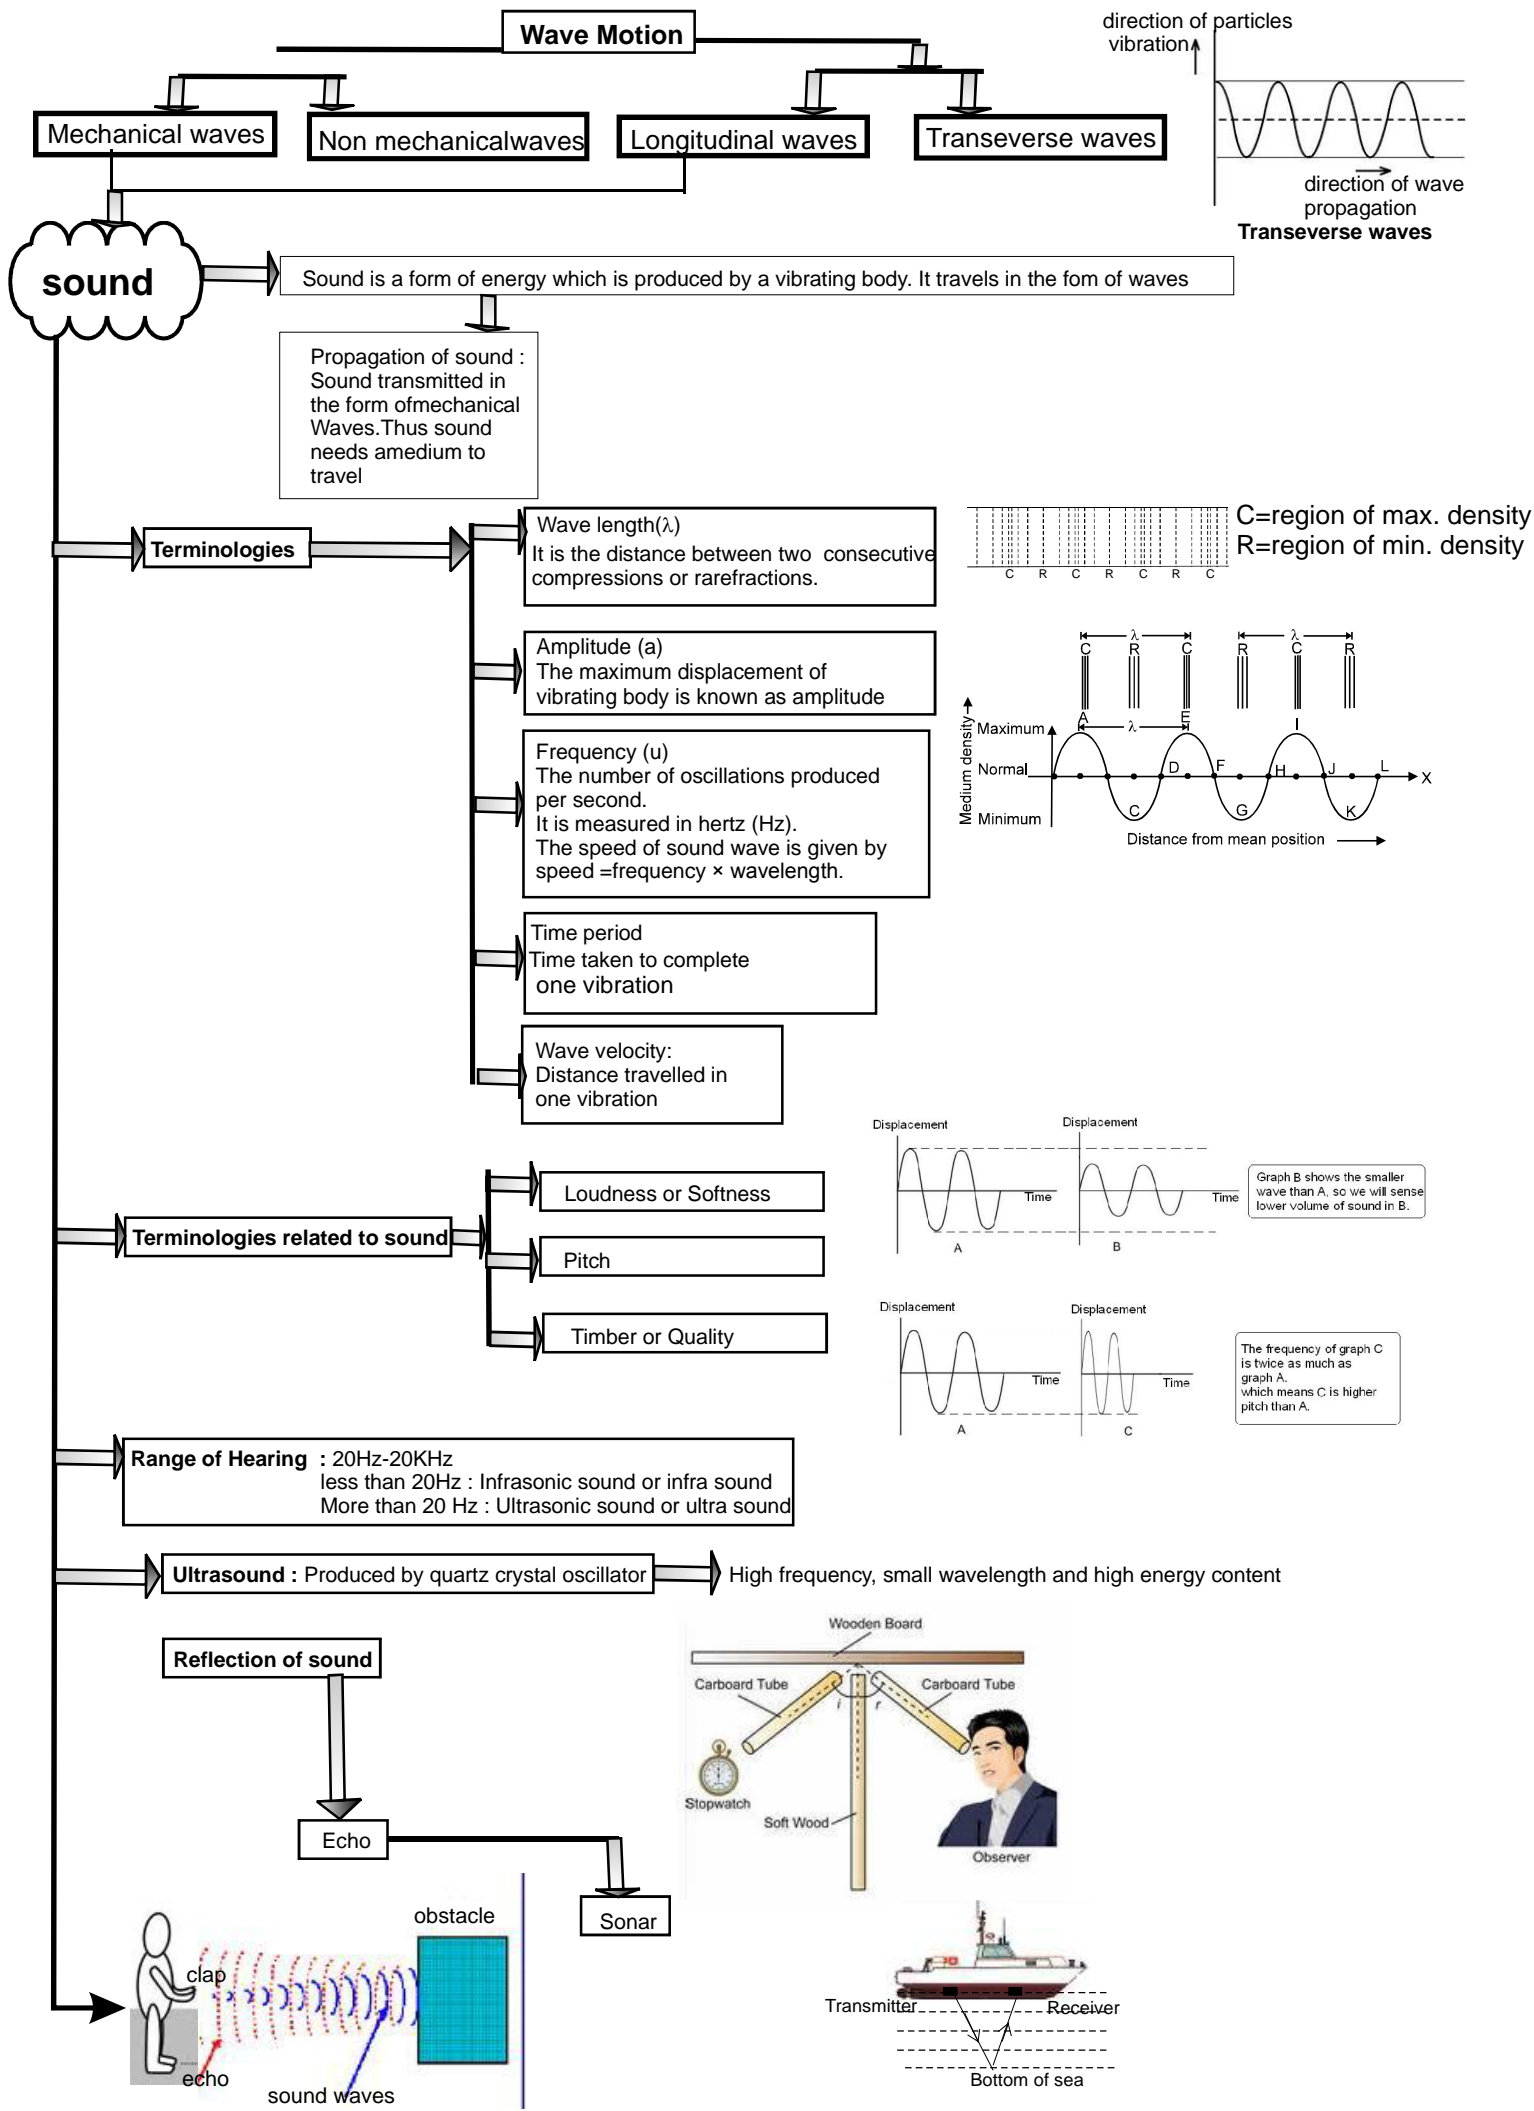 Wave Motion
direction of particles
vibration
Mechanical waves
Non mechanicalwaves
Longitudinal waves
Transeverse waves
direction of wave
propagation
Transeverse waves
sound
Sound is a form of energy which is produced by a vibrating body. It travels in the fom of waves
Propagation of sound :
Sound transmitted in
the form ofmechanical
Waves.Thus sound
needs amedium to
travel
Terminologies
Wave length(λ)
It is the distance between two consecutive
compressions or rarefractions.
C R C R C R C
C=region of max. density
R=region of min. density
Amplitude (a)
The maximum displacement of
vibrating body is known as amplitude
λ λ
C R C R C R
A E I
Medium density
Maximum
λ
Normal
D F H J L X
C G K
Minimum
Distance from mean position
Frequency (u)
The number of oscillations produced
per second.
It is measured in hertz (Hz).
The speed of sound wave is given by
speed =frequency × wavelength.
Time period
Time taken to complete
one vibration
Wave velocity:
Distance travelled in
one vibration
Terminologies related to sound
Loudness or Softness
Pitch
Timber or Quality
Displacement
Time
A
Displacement
Time
B
Graph B shows the smaller
wave than A, so we will sense
lower volume of sound in B.
Displacement
Time
A
Displacement
Time
C
The frequency of graph C
is twice as much as
graph A.
which means C is higher
pitch than A.
Range of Hearing : 20Hz-20KHz
less than 20Hz : Infrasonic sound or infra sound
More than 20 Hz : Ultrasonic sound or ultra sound
Ultrasound : Produced by quartz crystal oscillator
High frequency, small wavelength and high energy content
Reflection of sound
Wooden Board
Carboard Tube
Carboard Tube
i r
Stopwatch
Soft Wood
Observer
Echo
Sonar
obstacle
clap
echo
sound waves
Transmitter
Receiver
Bottom of sea